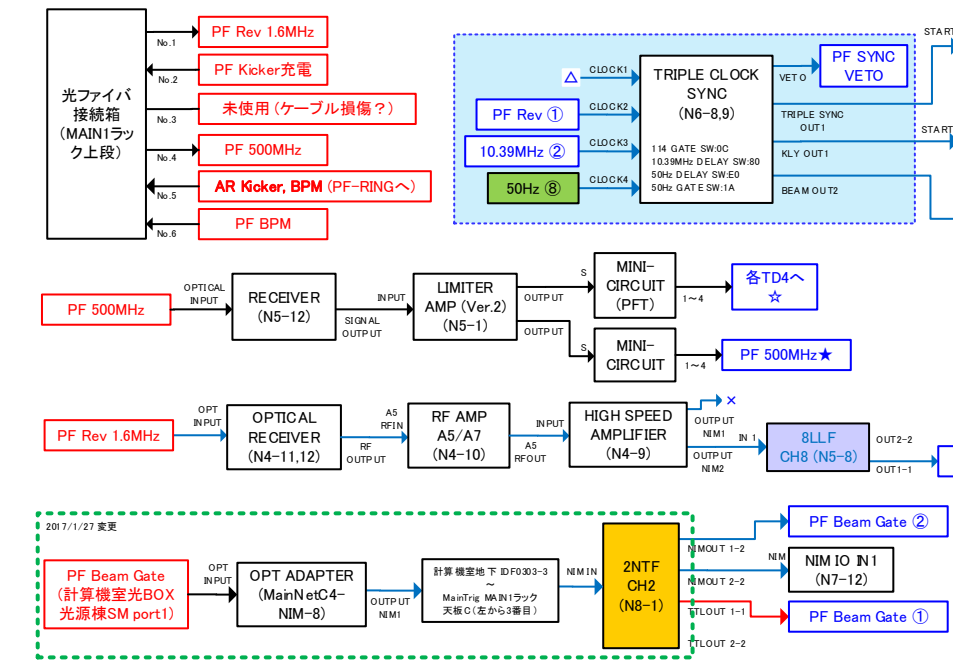 光ファイバ
接続箱
(MAIN1ラッ
ク上段)
No.1
PF Rev 1.6MHz
No.2
PF Kicker充電
No.3
未使用(ケーブル損傷？)
No.4
PF 500MHz
No.5
AR Kicker, BPM (PF-RINGへ)
No.6
PF BPM
△
CLOCK1
PF Rev ①
CLOCK2
10.39MHz ②
CLOCK3
50Hz ⑧
CLOCK4
TRIPLE CLOCK
SYNC
(N6-8,9)
114 GATE SW:0C
10.39MHz DELAY SW:80
50Hz DELAY SW:E0
50Hz GATE SW:1A
VETO
PF SYNC
VETO
TRIPLE SYNC
OUT1
START
KLY OUT1
START
BEAM OUT2
PF 500MHz
OPTICAL
INPUT
RECEIVER
(N5-12)
SIGNAL
OUTPUT
INPUT
LIMITER
AMP (Ver.2)
(N5-1)
OUTPUT
S
MINI-
CIRCUIT
(PFT)
1～4
各TD4へ
☆
OUTPUT
S
MINI-
CIRCUIT
1～4
PF 500MHz★
PF Rev 1.6MHz
OPT
INPUT
OPTICAL
RECEIVER
(N4-11,12)
RF
OUTPUT
A5
RFIN
RF AMP
A5/A7
(N4-10)
A5
RFOUT
INPUT
HIGH SPEED
AMPLIFIER
(N4-9)
×
OUTPUT
NIM1
OUTPUT
NIM2
IN 1
8LLF
CH8 (N5-8)
OUT2-2
OUT1-1
2017/1/27 変更
PF Beam Gate
(計算機室光BOX
光源棟SM port1)
OPT
INPUT
OPT ADAPTER
(MainNetC4-
NIM-8)
OUTPUT
NIM1
計算機室地下 IDF0303-3
～
MainTrig MAIN1ラック
天板C (左から3番目)
NIM IN
2NTF
CH2
(N8-1)
NIMOUT 1-2
PF Beam Gate ②
NIMOUT 2-2
NIM
NIM IO IN1
(N7-12)
TTLOUT 1-1
PF Beam Gate ①
TTLOUT 2-2